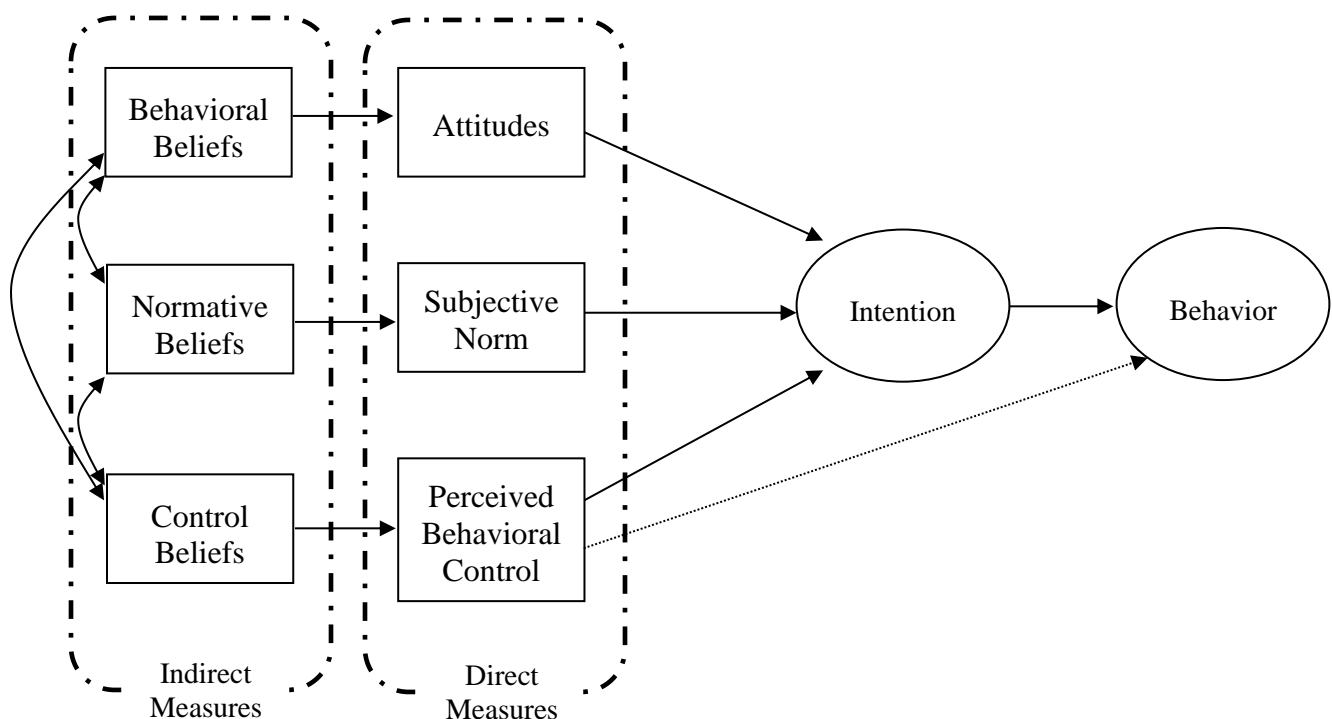 Behavioral
Beliefs
Attitudes
Normative
Beliefs
Subjective
Norm
Intention
Behavior
Control
Beliefs
Perceived
Behavioral
Control
Indirect
Measures
Direct
Measures